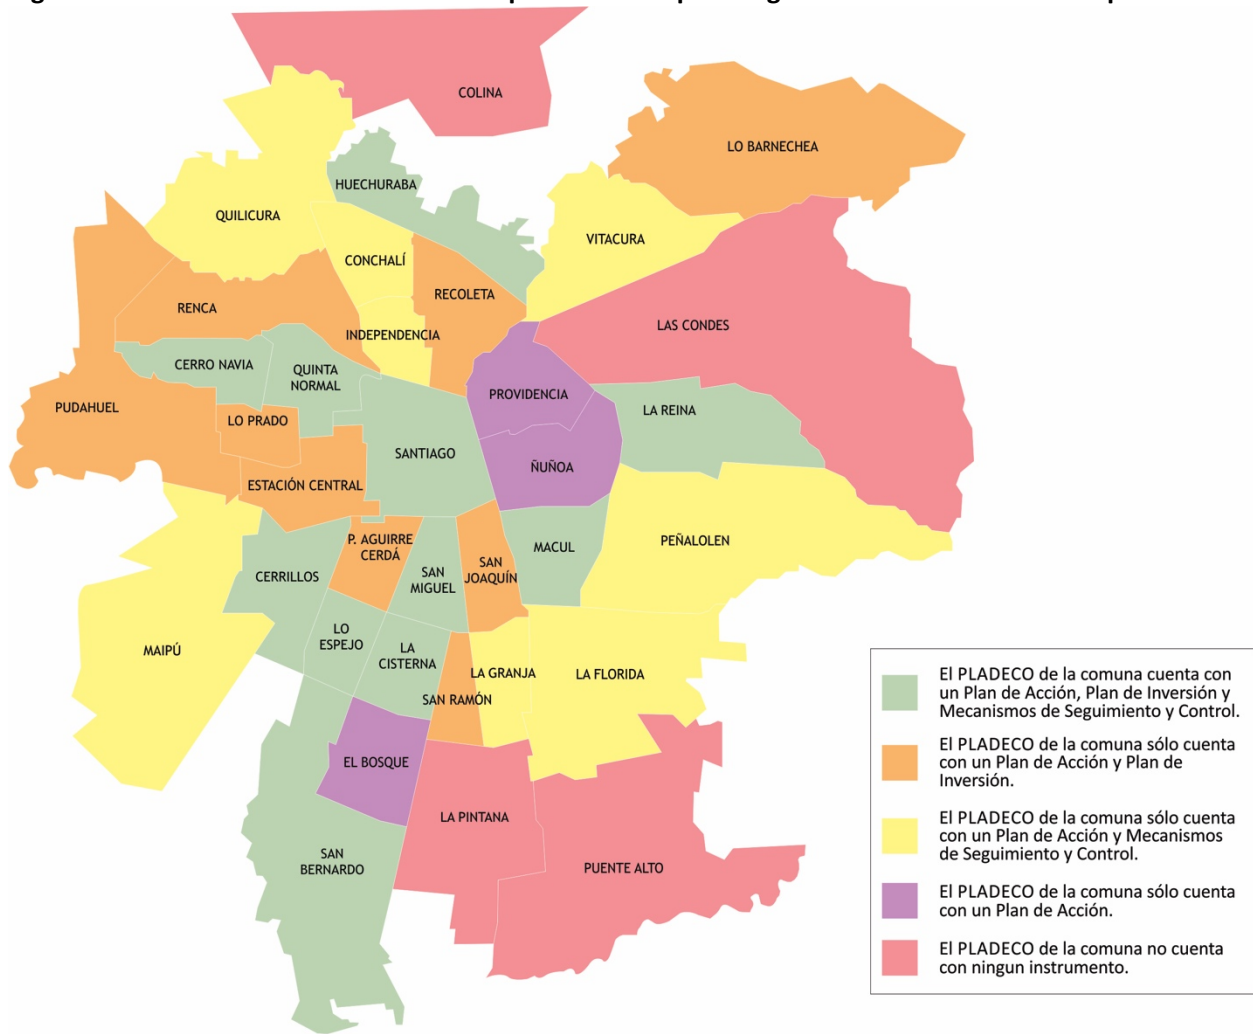 COLINA
LO BARNECHEA
HUECHURABA
QUILICURA
VITACURA
CONCHALÍ
RECOLETA
RENCA
LAS CONDES
INDEPENDENCIA
CERRO NAVIA
QUINTA
NORMAL
PROVIDENCIA
PUDAHUEL
LA REINA
LO PRADO
SANTIAGO
ÑUÑOA
ESTACIÓN CENTRAL
P. AGUIRRE
CERDÁ
MACUL
PEÑALOLEN
SAN
JOAQUÍN
CERRILLOS
SAN
MIGUEL
LO
ESPEJO
MAIPÚ
LA
CISTERNA
LA GRANJA
LA FLORIDA
SAN RAMÓN
EL BOSQUE
LA PINTANA
SAN
BERNARDO
PUENTE ALTO
El PLADECO de la comuna cuenta con
un Plan de Acción, Plan de Inversión y
Mecanismos de Seguimiento y Control.
El PLADECO de la comuna sólo cuenta
con un Plan de Acción y Plan de
Inversión.
El PLADECO de la comuna sólo cuenta
con un Plan de Acción y Mecanismos
de Seguimiento y Control.
El PLADECO de la comuna sólo cuenta
con un Plan de Acción.
El PLADECO de la comuna no cuenta
con ningun instrumento.